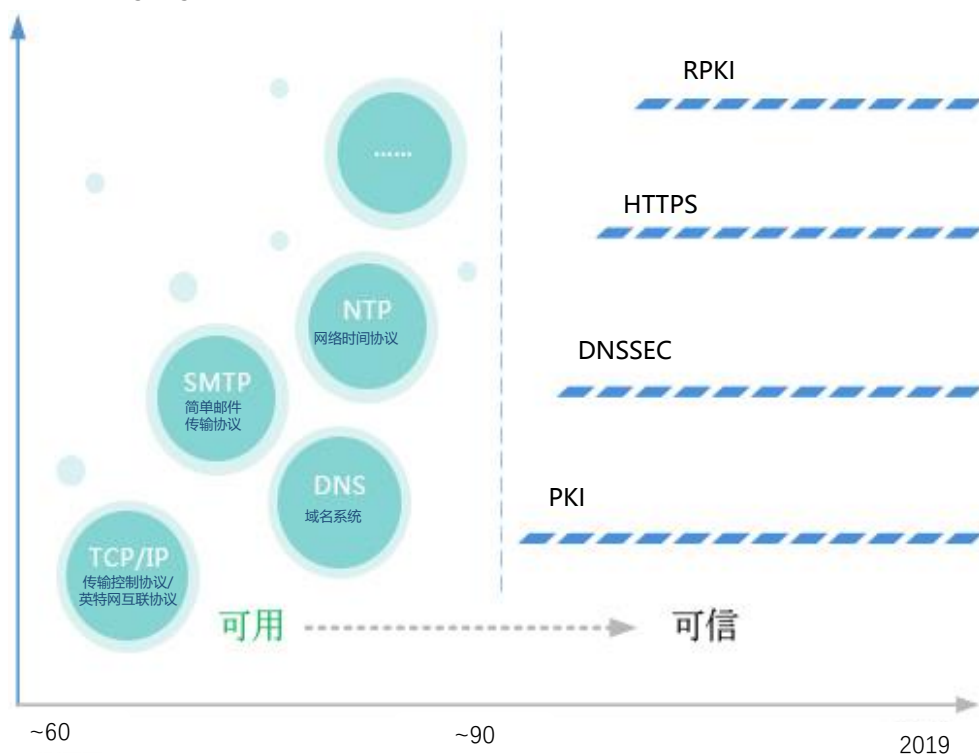 RPKI
……
HTTPS
NTP
网络时间协议
DNSSEC
SMTP
简单邮件
传输协议
DNS
域名系统
PKI
TCP/IP
传输控制协议/
英特网互联协议
可用
可信
~60
~90
2019